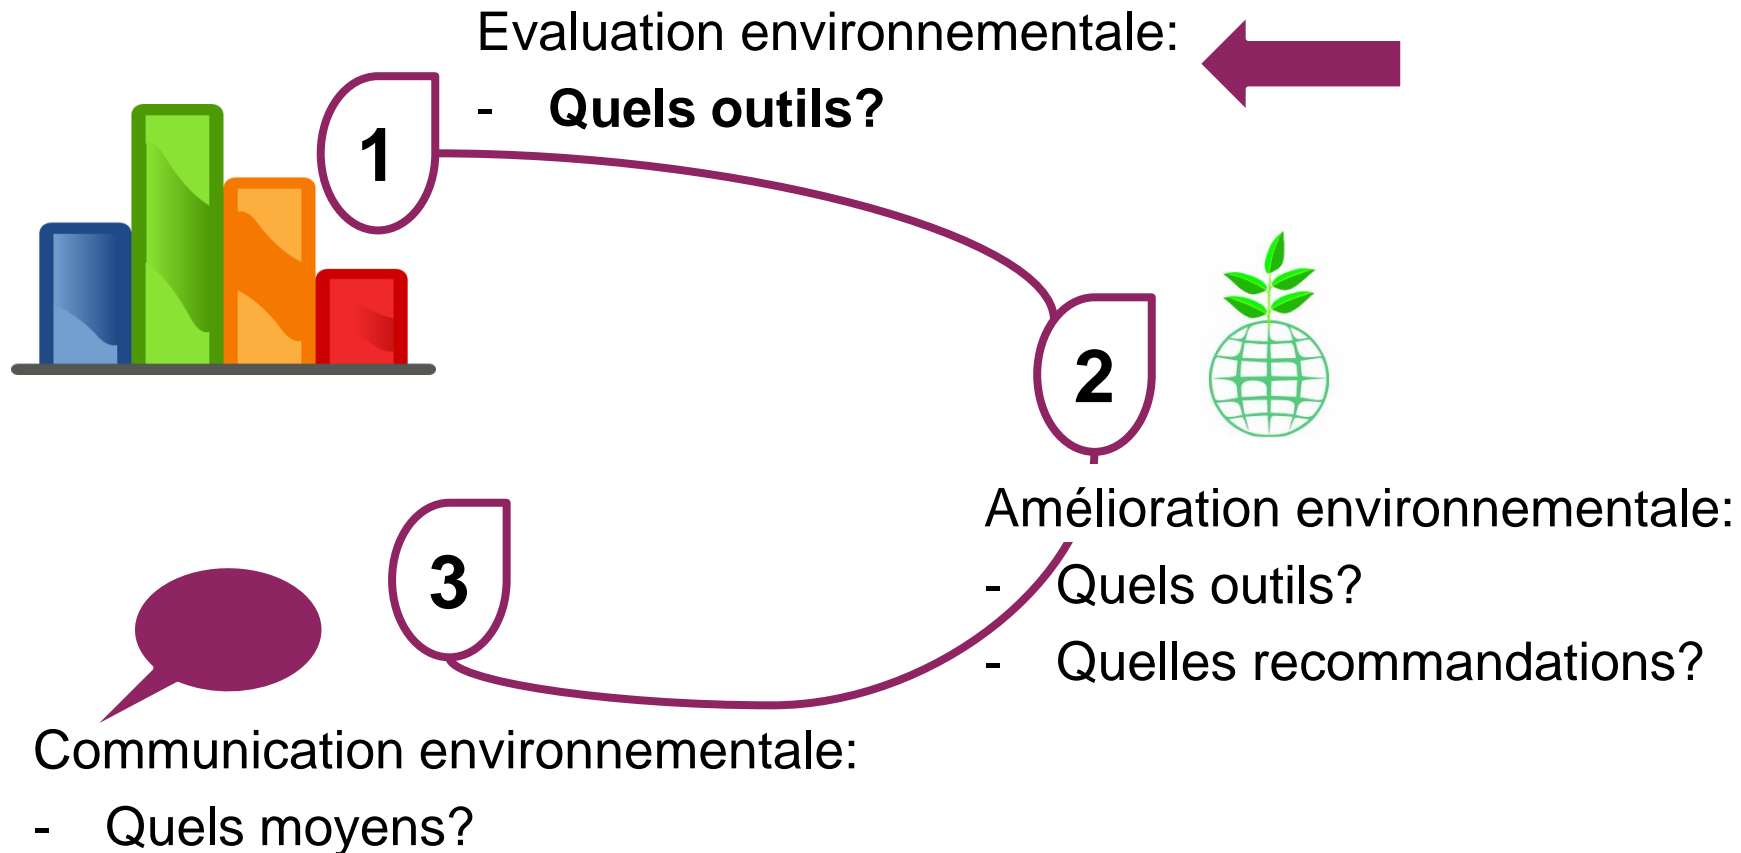 Evaluation environnementale:
- Quels outils?
1
2
Amélioration environnementale:
- Quels outils?
- Quelles recommandations?
3
Communication environnementale:
- Quels moyens?